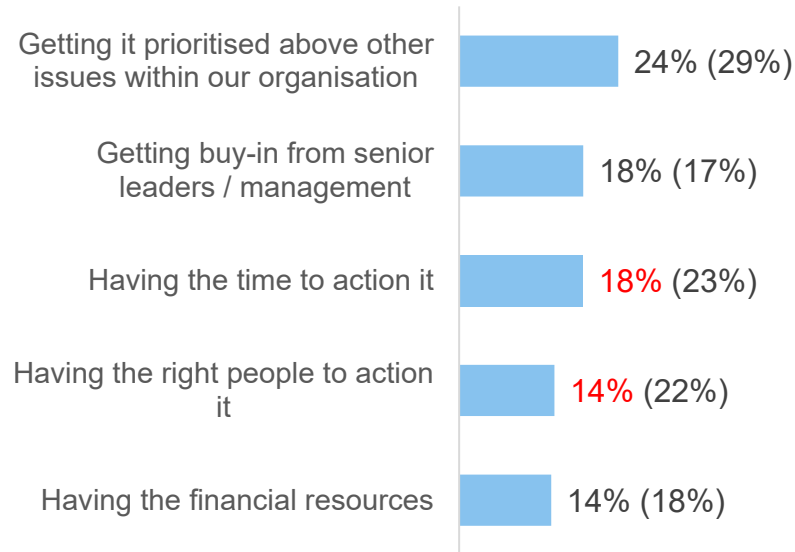 Getting it prioritised above other
issues within our organisation
24% (29%)
Getting buy-in from senior
leaders / management
18% (17%)
Having the time to action it
18% (23%)
Having the right people to action
it
14% (22%)
Having the financial resources
14% (18%)